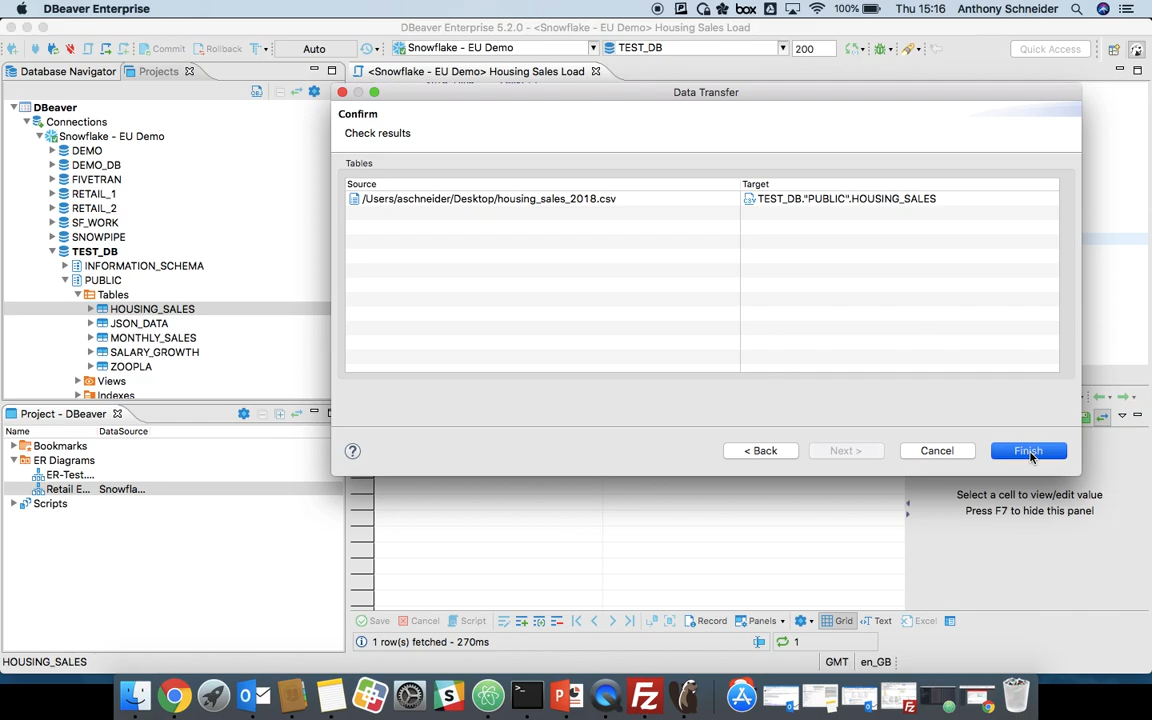 DBeaver Enterprise
box
100%
Thu 15:16
Anthony Schneider
DBeaver Enterprise 5.2.0 - <Snowflake - EU Demo> Housing Sales Load
Commit
Rollback
Auto
Snowflake - EU Demo
TEST_DB
200
Quick Access
Database Navigator
Projects
<Snowflake - EU Demo> Housing Sales Load
DBeaver
Connections
Snowflake - EU Demo
DEMO
DEMO_DB
FIVETRAN
RETAIL_1
RETAIL_2
SF_WORK
SNOWPIPE
TEST_DB
INFORMATION_SCHEMA
PUBLIC
Tables
HOUSING_SALES
JSON_DATA
MONTHLY_SALES
SALARY_GROWTH
ZOOPLA
Views
Indexes
Data Transfer
Confirm
Check results
Tables
Source
Target
/Users/aschneider/Desktop/housing_sales_2018.csv
TEST_DB."PUBLIC".HOUSING_SALES
?
< Back
Next >
Cancel
Finish
Project - DBeaver
Name
DataSource
Bookmarks
ER Diagrams
ER-Test....
Retail E...
Snowfla...
Scripts
Select a cell to view/edit value
Press F7 to hide this panel
Save
Cancel
Script
Record
Panels
Grid
Text
Excel
1 row(s) fetched - 270ms
1
HOUSING_SALES
GMT
en_GB